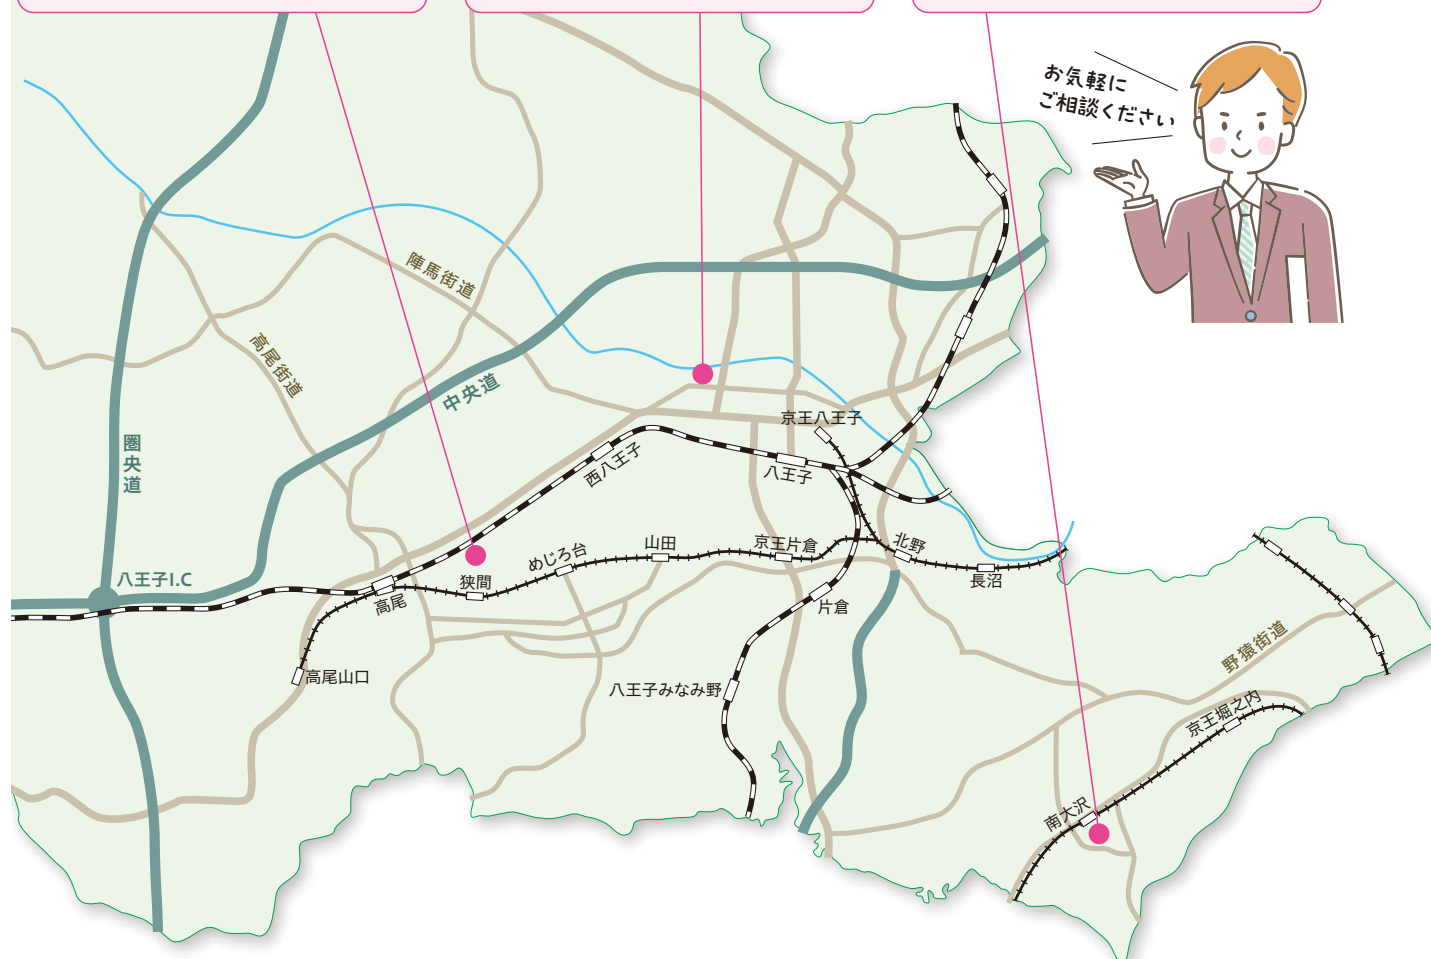 お気軽に
ご相談ください
陣馬街道
高尾街道
中央道
圏央道
京王八王子
西八王子
八王子
八王子I.C
めじろ台
山田
京王片倉
北野
狭間
長沼
高尾
片倉
高尾山口
八王子みなみ野
野猿街道
京王堀之内
南大沢